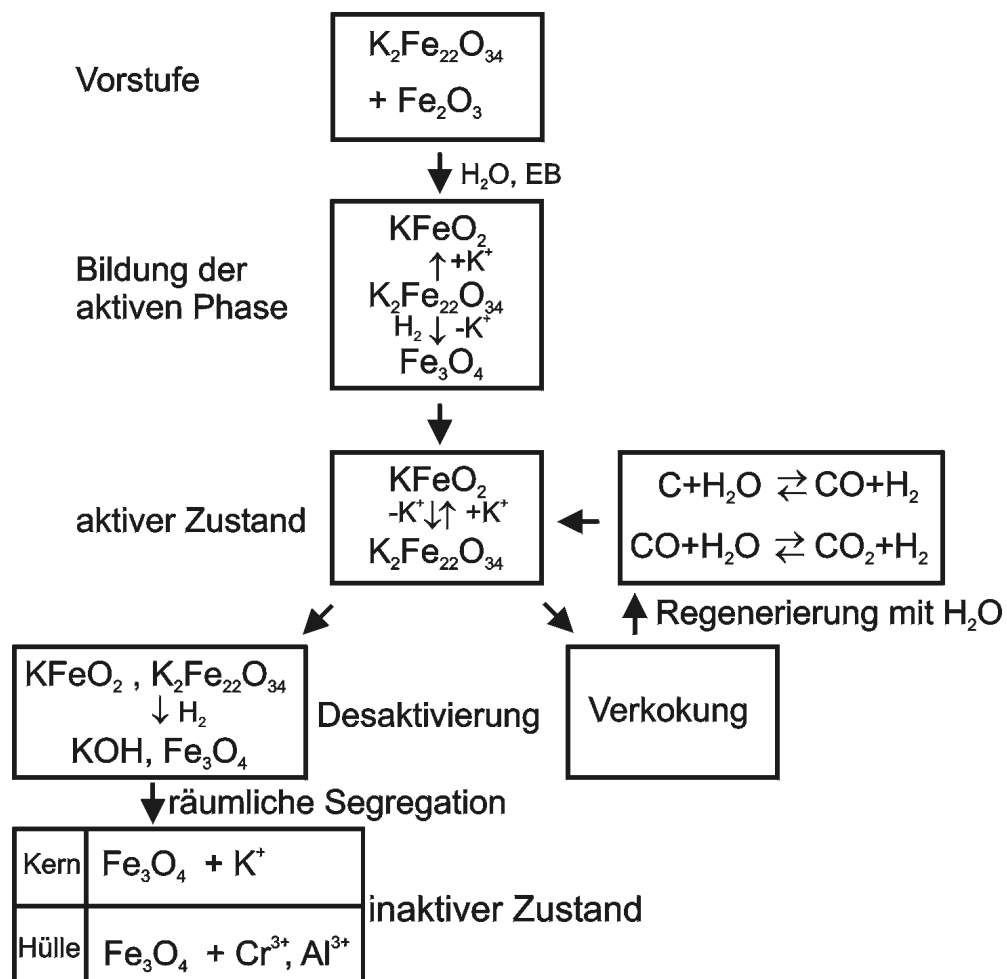 Vorstufe
K₂Fe₂₂O₃₄
+ Fe₂O₃
H₂O, EB
Bildung der
aktiven Phase
KFeO₂
↑+K⁺
K₂Fe₂₂O₃₄
H₂ ↓ -K⁺
Fe₃O₄
aktiver Zustand
KFeO₂
-K⁺↓↑ +K⁺
K₂Fe₂₂O₃₄
C+H₂O ⇄ CO+H₂
CO+H₂O ⇄ CO₂+H₂
Regenerierung mit H₂O
KFeO₂ , K₂Fe₂₂O₃₄
↓ H₂
KOH, Fe₃O₄
Desaktivierung
Verkokung
räumliche Segregation
Kern Fe₃O₄ + K⁺
Hülle Fe₃O₄ + Cr³⁺, Al³⁺
inaktiver Zustand